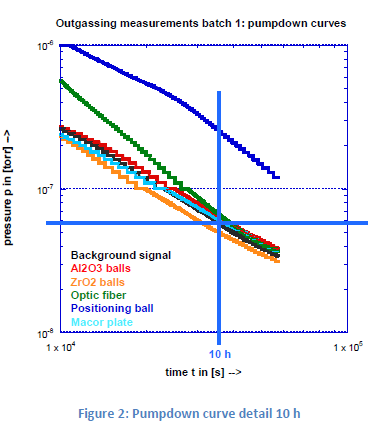 Outgassing measurements batch 1: pumpdown curves
pressure p in [torr] -->
10⁻⁶
10⁻⁷
10⁻⁸
Background signal
Al2O3 balls
ZrO2 balls
Optic fiber
Positioning ball
Macor plate
1 x 10⁴
10 h
1 x 10⁵
time t in [s] -->
Figure 2: Pumpdown curve detail 10 h